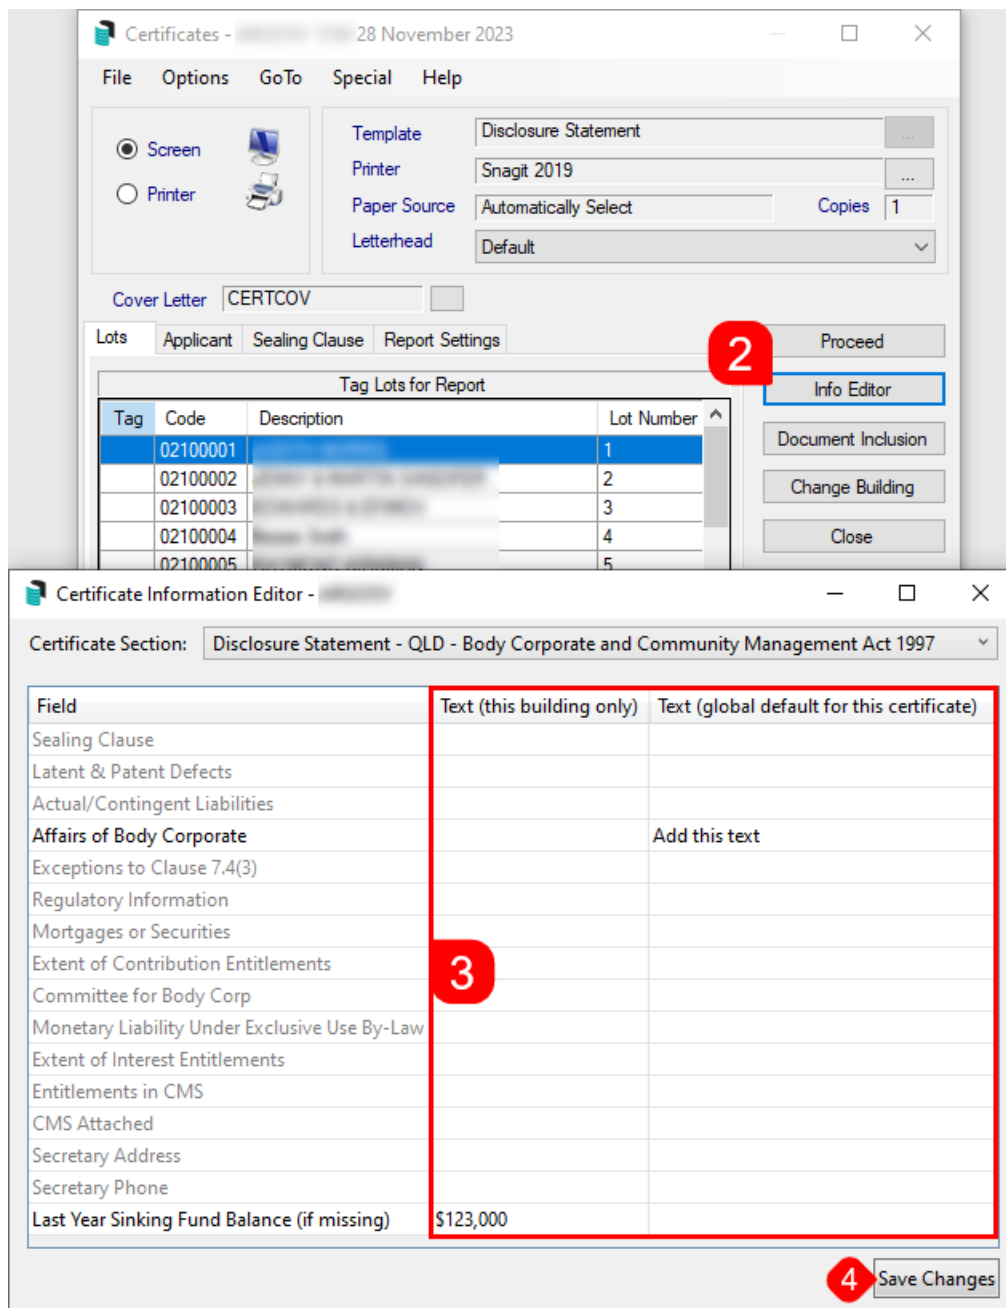 Certificates - 28 November 2023
File Options GoTo Special Help
Screen
Printer
Template Disclosure Statement ...
Printer Snagit 2019 ...
Paper Source Automatically Select Copies 1
Letterhead Default
Cover Letter CERTCOV
Lots Applicant Sealing Clause Report Settings
2 Proceed
Info Editor
Document Inclusion
Change Building
Close
Tag Lots for Report
Tag Code Description Lot Number
02100001 1
02100002 2
02100003 3
02100004 4
02100005 5
Certificate Information Editor -
Certificate Section: Disclosure Statement - QLD - Body Corporate and Community Management Act 1997
Field Text (this building only) Text (global default for this certificate)
Sealing Clause
Latent & Patent Defects
Actual/Contingent Liabilities
Affairs of Body Corporate Add this text
Exceptions to Clause 7.4(3)
Regulatory Information
Mortgages or Securities
Extent of Contribution Entitlements
3
Committee for Body Corp
Monetary Liability Under Exclusive Use By-Law
Extent of Interest Entitlements
Entitlements in CMS
CMS Attached
Secretary Address
Secretary Phone
Last Year Sinking Fund Balance (if missing) $123,000
4 Save Changes